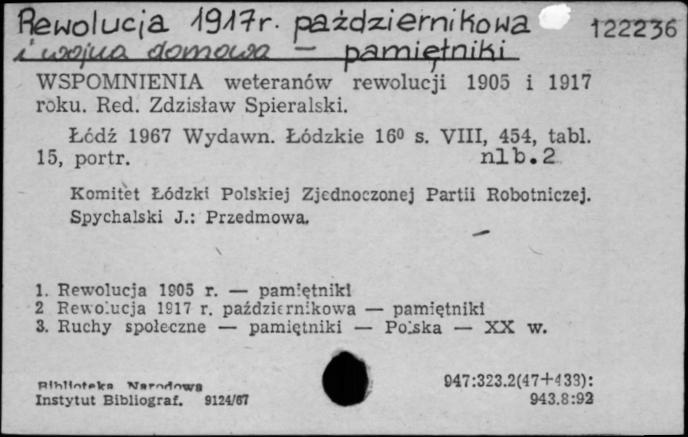 Rewolucja 1917r. październikowa 122236
i wojna domowa — pamiętniki
WSPOMNIENIA weteranów rewolucji 1905 i 1917
roku. Red. Zdzisław Spieralski.
Łódź 1967 Wydawn. Łódzkie 16⁰ s. VIII, 454, tabl.
15, portr. nlb.2
Komitet Łódzki Polskiej Zjednoczonej Partii Robotniczej.
Spychalski J.: Przedmowa.
1. Rewolucja 1905 r. — pamiętniki
2 Rewolucja 1917 r. październikowa — pamiętniki
3. Ruchy społeczne — pamiętniki — Polska — XX w.
Biblioteka Narodowa
Instytut Bibliograf. 9124/67
947:323.2(47+438):
943.8:92